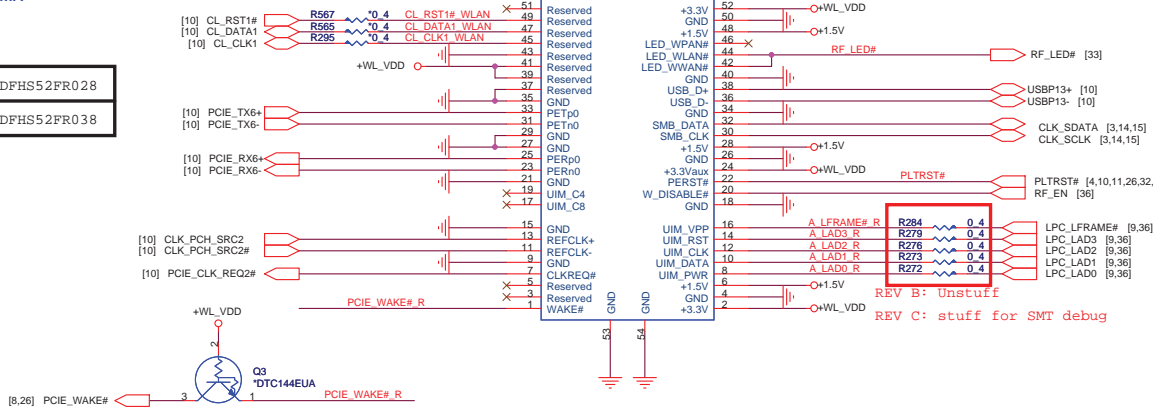 [10] CL_RST1# R567 *0_4 CL_RST1#_WLAN 51 Reserved
[10] CL_DATA1 R565 *0_4 CL_DATA1_WLAN 49 Reserved
[10] CL_CLK1 R295 *0_4 CL_CLK1_WLAN 47 Reserved
45 Reserved
43 Reserved
+WL_VDD 41 Reserved
39 Reserved
37 Reserved
DFHS52FR028
35 GND
[10] PCIE_TX6+ 33 PETp0
DFHS52FR038
[10] PCIE_TX6- 31 PETn0
29 GND
27 GND
[10] PCIE_RX6+ 25 PERp0
[10] PCIE_RX6- 23 PERn0
21 GND
19 UIM_C4
17 UIM_C8
15 GND
[10] CLK_PCH_SRC2 13 REFCLK+
[10] CLK_PCH_SRC2# 11 REFCLK-
9 GND
[10] PCIE_CLK_REQ2# 7 CLKREQ#
5 Reserved
3 Reserved
PCIE_WAKE#_R 1 WAKE#
+3.3V 52 +WL_VDD
GND 50
+1.5V 48 +1.5V
LED_WPAN# 46
LED_WLAN# 44 RF_LED# RF_LED# [33]
LED_WWAN# 42
GND 40
USB_D+ 38 USBP13+ [10]
USB_D- 36 USBP13- [10]
GND 34
SMB_DATA 32 CLK_SDATA [3,14,15]
SMB_CLK 30 CLK_SCLK [3,14,15]
+1.5V 28 +1.5V
GND 26
+3.3Vaux 24 +WL_VDD
PERST# 22 PLTRST# PLTRST# [4,10,11,26,32,
W_DISABLE# 20 RF_EN [36]
GND 18
UIM_VPP 16 A_LFRAME#_R R284 0_4 LPC_LFRAME# [9,36]
UIM_RST 14 A_LAD3_R R279 0_4 LPC_LAD3 [9,36]
UIM_CLK 12 A_LAD2_R R276 0_4 LPC_LAD2 [9,36]
UIM_DATA 10 A_LAD1_R R273 0_4 LPC_LAD1 [9,36]
UIM_PWR 8 A_LAD0_R R272 0_4 LPC_LAD0 [9,36]
+1.5V 6 +1.5V
GND 4
+3.3V 2 +WL_VDD
REV B: Unstuff
REV C: stuff for SMT debug
GND GND
53 54
+WL_VDD
2
Q3
*DTC144EUA
[8,26] PCIE_WAKE# 3 1 PCIE_WAKE#_R